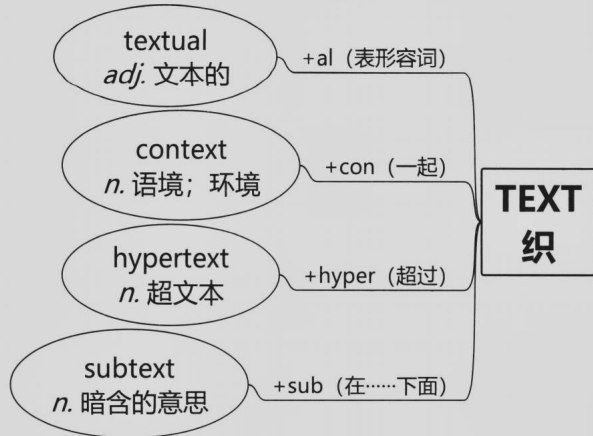 textual
adj. 文本的
+al（表形容词）
context
n. 语境；环境
+con（一起）
TEXT
织
hypertext
n. 超文本
+hyper（超过）
subtext
n. 暗含的意思
+sub（在……下面）